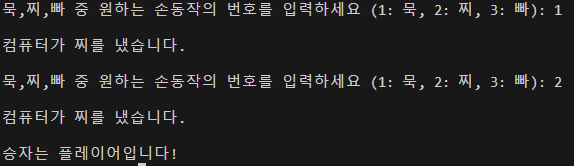 묵,찌,빠 중 원하는 손동작의 번호를 입력하세요 (1: 묵, 2: 찌, 3: 빠): 1
컴퓨터가 찌를 냈습니다.
묵,찌,빠 중 원하는 손동작의 번호를 입력하세요 (1: 묵, 2: 찌, 3: 빠): 2
컴퓨터가 찌를 냈습니다.
승자는 플레이어입니다!